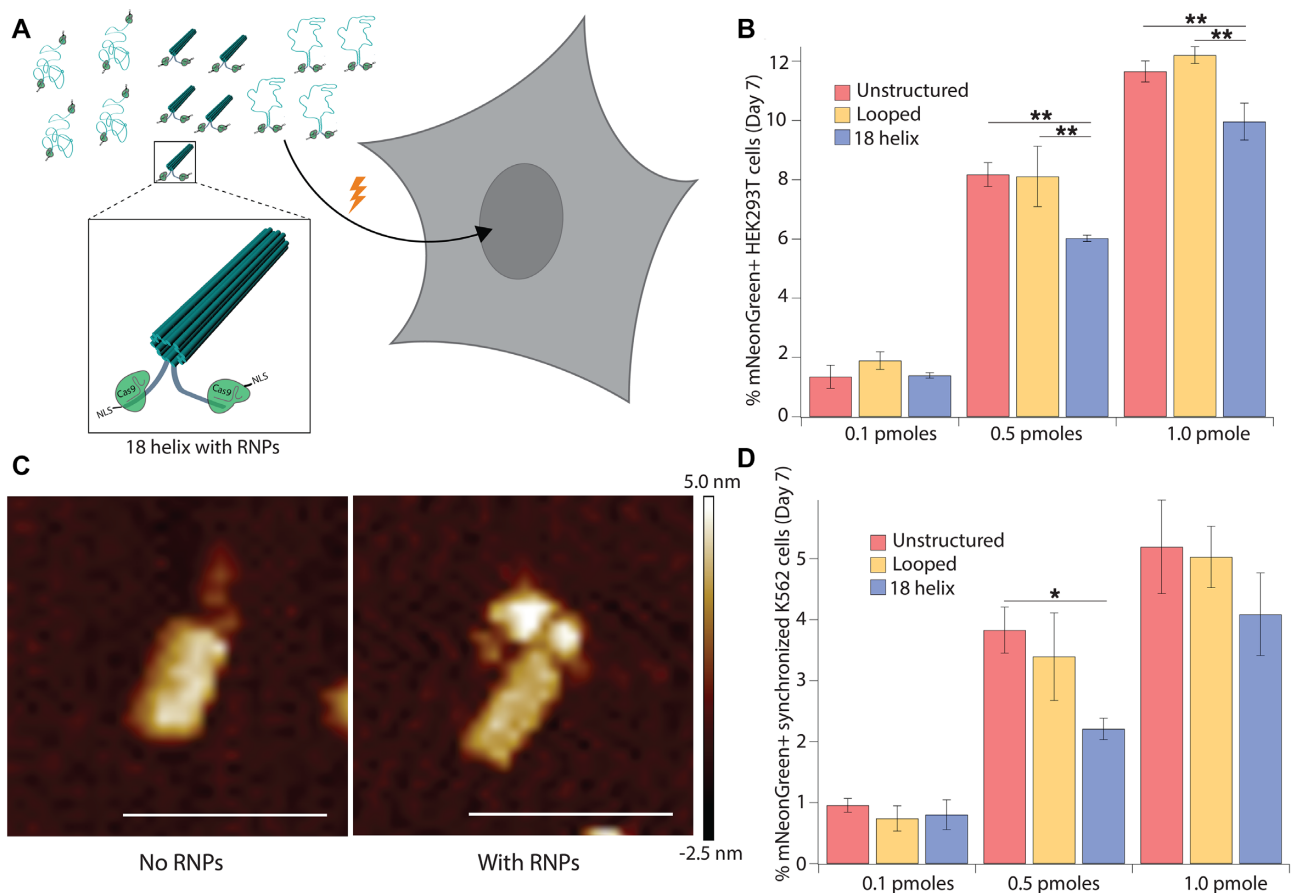 A
Cas9
NLS
Cas9
NLS
18 helix with RNPs
B
% mNeonGreen+ HEK293T cells (Day 7)
12
10
8
6
4
2
0
Unstructured
Looped
18 helix
**
**
**
**
0.1 pmoles
0.5 pmoles
1.0 pmole
C
5.0 nm
-2.5 nm
No RNPs
With RNPs
D
% mNeonGreen+ synchronized K562 cells (Day 7)
5
4
3
2
1
0
Unstructured
Looped
18 helix
*
0.1 pmoles
0.5 pmoles
1.0 pmole